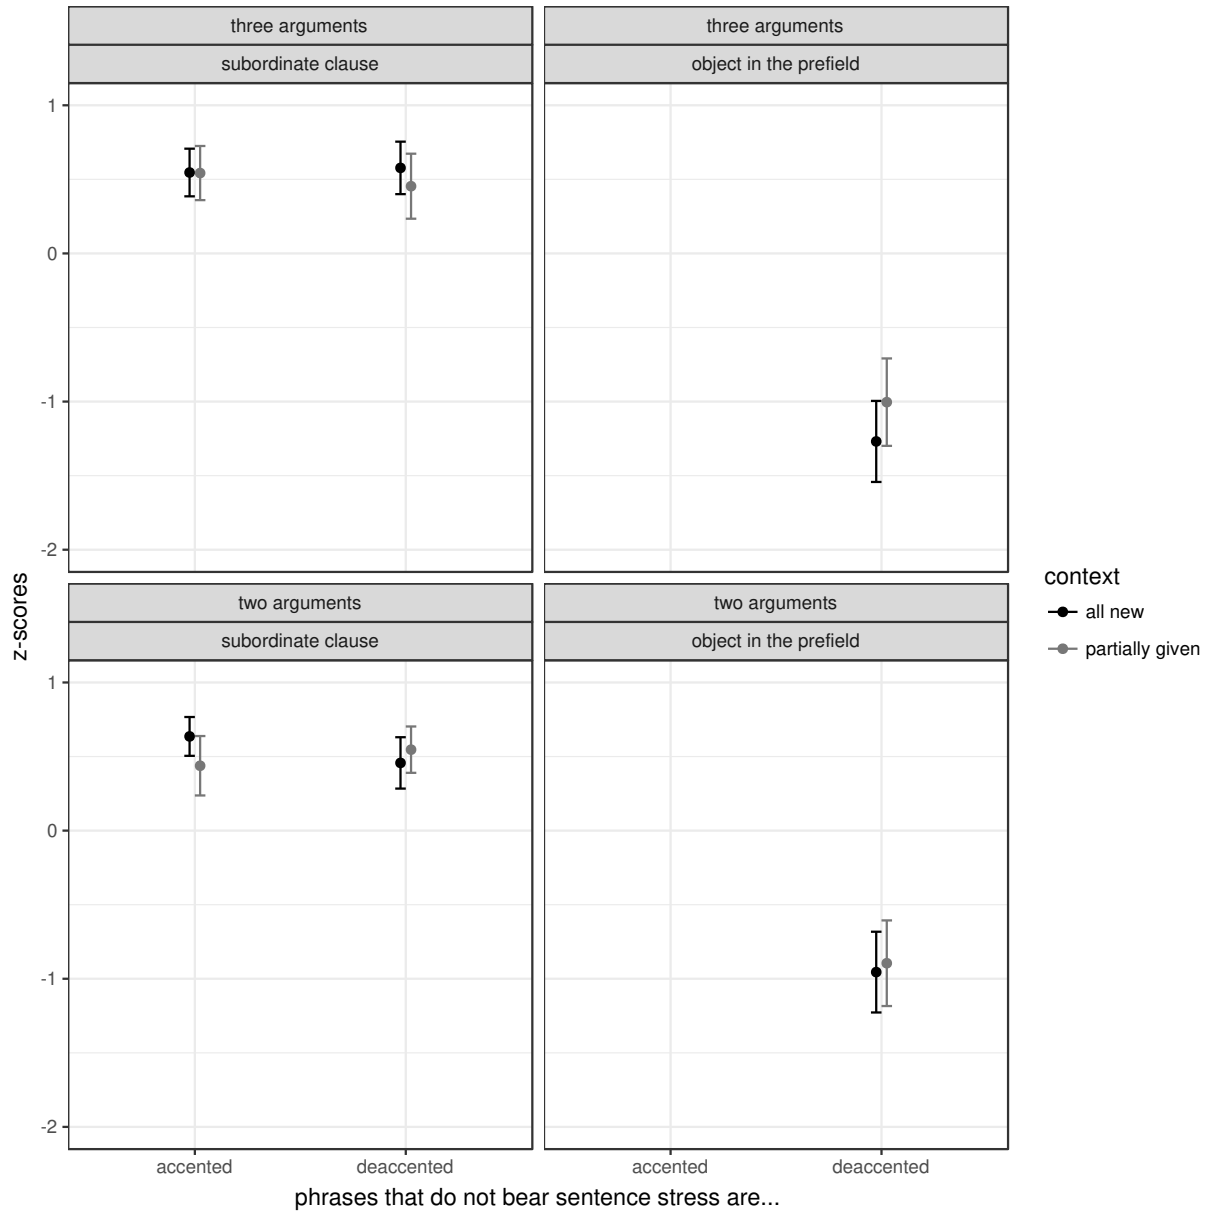 three arguments
three arguments
subordinate clause
object in the prefield
1
0
-1
-2
z-scores
two arguments
two arguments
subordinate clause
object in the prefield
1
0
-1
-2
accented
deaccented
accented
deaccented
phrases that do not bear sentence stress are...
context
all new
partially given